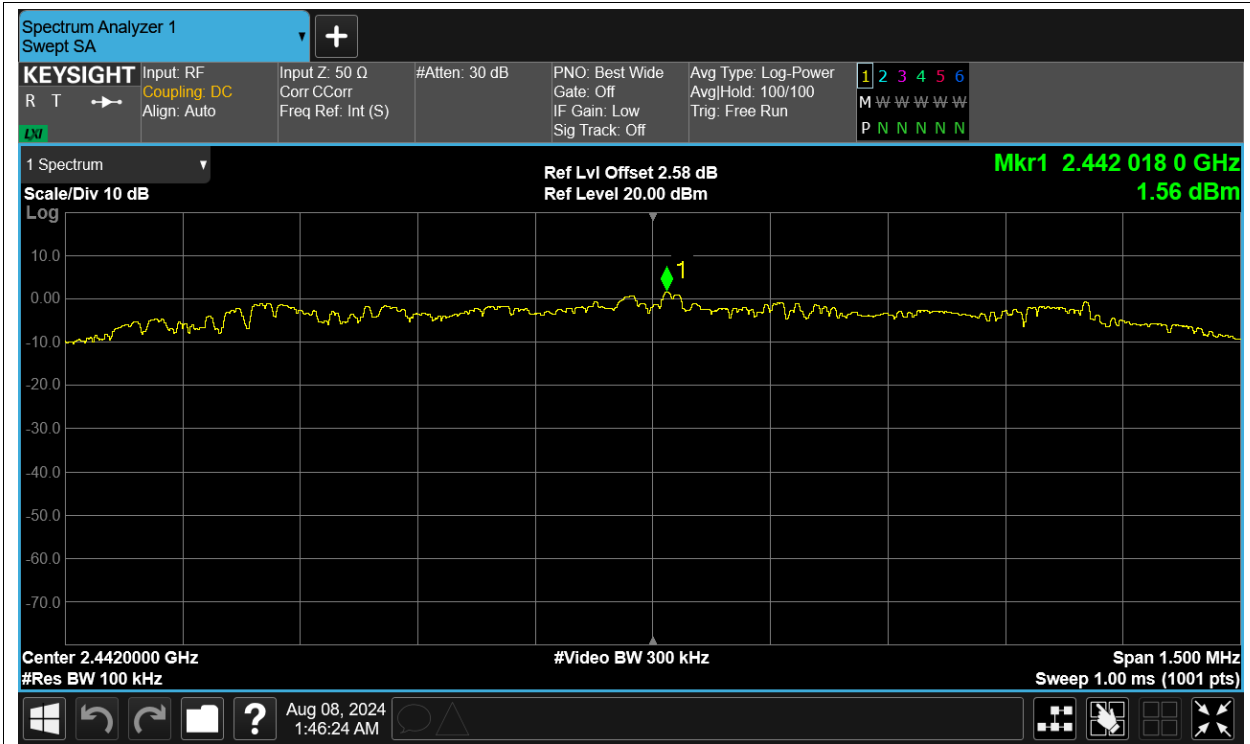 Spectrum Analyzer 1
Swept SA
KEYSIGHT
R T
LXI
Input: RF
Coupling: DC
Align: Auto
Input Z: 50 Ω
Corr CCorr
Freq Ref: Int (S)
#Atten: 30 dB
PNO: Best Wide
Gate: Off
IF Gain: Low
Sig Track: Off
Avg Type: Log-Power
Avg|Hold: 100/100
Trig: Free Run
1 2 3 4 5 6
M W W W W W
P N N N N N
1 Spectrum
Scale/Div 10 dB
Log
Ref Lvl Offset 2.58 dB
Ref Level 20.00 dBm
Mkr1 2.442 018 0 GHz
1.56 dBm
10.0
1
0.00
-10.0
-20.0
-30.0
-40.0
-50.0
-60.0
-70.0
Center 2.4420000 GHz
#Video BW 300 kHz
Span 1.500 MHz
#Res BW 100 kHz
Sweep 1.00 ms (1001 pts)
?
Aug 08, 2024
1:46:24 AM